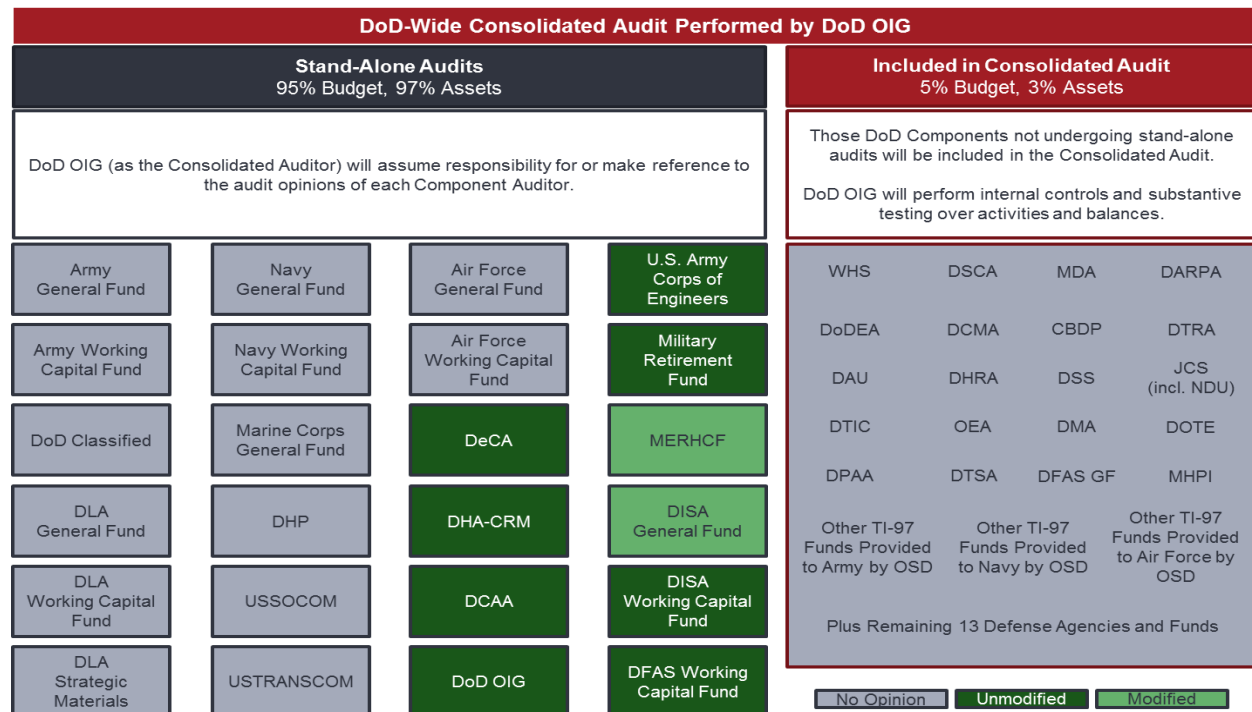 DoD-Wide Consolidated Audit Performed by DoD OIG
Stand-Alone Audits
95% Budget, 97% Assets
DoD OIG (as the Consolidated Auditor) will assume responsibility for or make reference to
the audit opinions of each Component Auditor.
Army
General Fund
Navy
General Fund
Air Force
General Fund
U.S. Army
Corps of
Engineers
Army Working
Capital Fund
Navy Working
Capital Fund
Air Force
Working Capital
Fund
Military
Retirement
Fund
DoD Classified
Marine Corps
General Fund
DeCA
MERHCF
DLA
General Fund
DHP
DHA-CRM
DISA
General Fund
DLA
Working Capital
Fund
USSOCOM
DCAA
DISA
Working Capital
Fund
DLA
Strategic
Materials
USTRANSCOM
DoD OIG
DFAS Working
Capital Fund
Included in Consolidated Audit
5% Budget, 3% Assets
Those DoD Components not undergoing stand-alone
audits will be included in the Consolidated Audit.
DoD OIG will perform internal controls and substantive
testing over activities and balances.
WHS DSCA MDA DARPA
DoDEA DCMA CBDP DTRA
DAU DHRA DSS JCS
(incl. NDU)
DTIC OEA DMA DOTE
DPAA DTSA DFAS GF MHPI
Other TI-97
Funds Provided
to Army by OSD
Other TI-97
Funds Provided
to Navy by OSD
Other TI-97
Funds Provided
to Air Force by
OSD
Plus Remaining 13 Defense Agencies and Funds
No Opinion Unmodified Modified